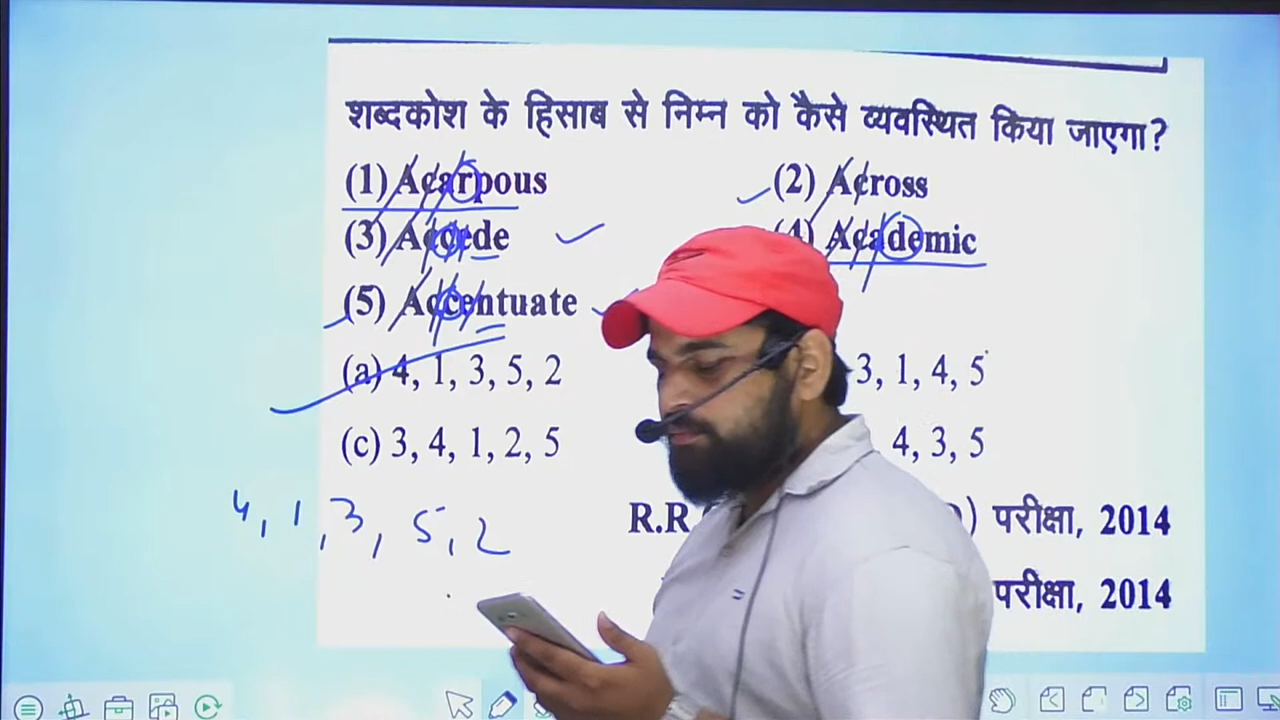 शब्दकोश के हिसाब से निम्न को कैसे व्यवस्थित किया जाएगा?
(1) Acarpous (2) Across
(3) Accede (4) Academic
(5) Accentuate
(a) 4, 1, 3, 5, 2 3, 1, 4, 5
(c) 3, 4, 1, 2, 5 4, 3, 5
4, 1, 3, 5, 2
R.R ) परीक्षा, 2014
परीक्षा, 2014